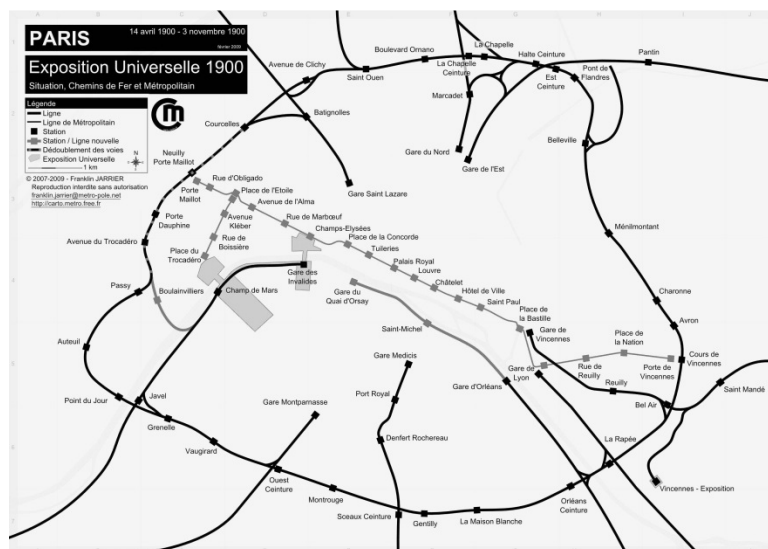 PARIS
14 avril 1900 - 3 novembre 1900
février 2009
Exposition Universelle 1900
Situation, Chemins de Fer et Métropolitain
Légende
Ligne
Ligne de Métropolitain
Station
Station / Ligne nouvelle
Dédoublement des voies
Exposition Universelle
1 km
N
© 2007-2009 - Franklin JARRIER
Reproduction interdite sans autorisation
franklin.jarrier@metro-pole.net
http://carto.metro.free.fr
Avenue de Clichy
Saint Ouen
Boulevard Ornano
La Chapelle
La Chapelle
Ceinture
Halte Ceinture
Est
Ceinture
Pont de
Flandres
Pantin
Marcadet
Batignolles
Courcelles
Belleville
Gare du Nord
Gare de l'Est
Gare Saint Lazare
Neuilly
Porte Maillot
Porte
Maillot
Rue d'Obligado
Place de l'Etoile
Avenue de l'Alma
Rue de Marbœuf
Champs-Elysées
Place de la Concorde
Tuileries
Palais Royal
Louvre
Châtelet
Hôtel de Ville
Saint Paul
Place de
la Bastille
Porte
Dauphine
Avenue
Kléber
Rue de
Boissière
Place du
Trocadéro
Avenue du Trocadéro
Ménilmontant
Passy
Boulainvilliers
Champ de Mars
Gare des
Invalides
Gare du
Quai d'Orsay
Saint-Michel
Charonne
Avron
Gare de
Vincennes
Place de
la Nation
Cours de
Vincennes
Auteuil
Gare Medicis
Gare d'Orléans
Gare de
Lyon
Rue de
Reuilly
Porte de
Vincennes
Reuilly
Saint Mandé
Bel Air
Point du Jour
Javel
Grenelle
Gare Montparnasse
Port Royal
Denfert Rochereau
La Rapée
Vaugirard
Ouest
Ceinture
Montrouge
Sceaux Ceinture
Gentilly
La Maison Blanche
Orléans
Ceinture
Vincennes - Exposition